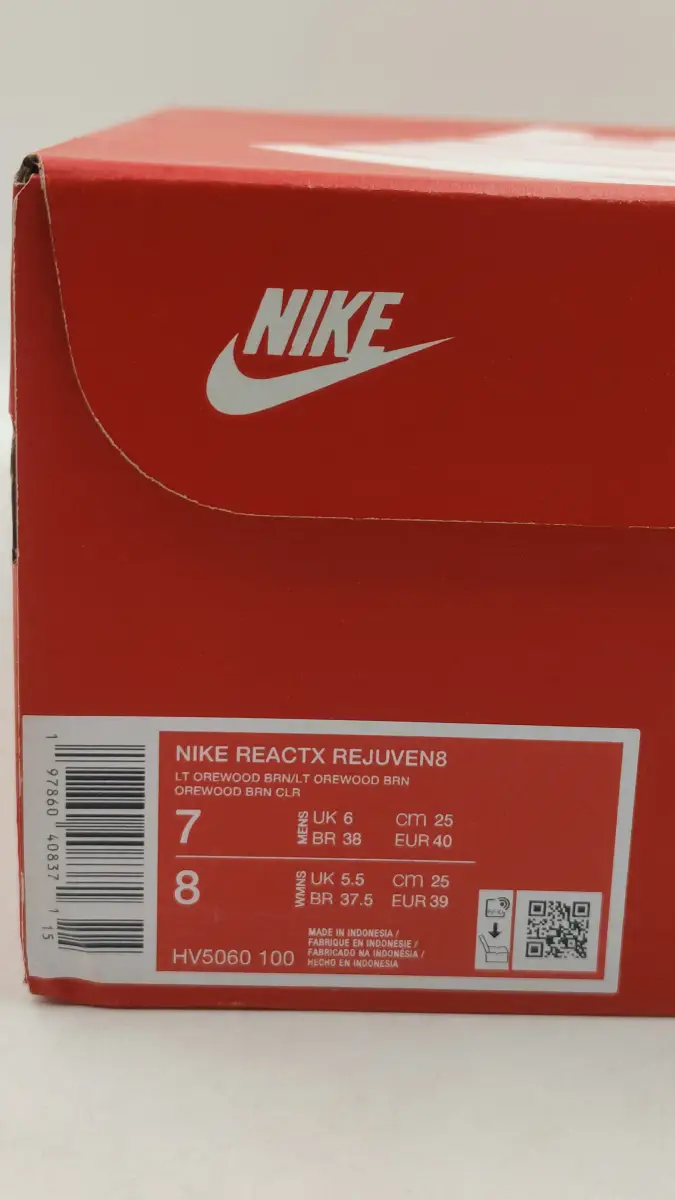 NIKE
NIKE REACTX REJUVEN8
LT OREWOOD BRN/LT OREWOOD BRN
OREWOOD BRN CLR
7 MENS UK 6 cm 25
BR 38 EUR 40
8 WMNS UK 5.5 cm 25
BR 37.5 EUR 39
HV5060 100
MADE IN INDONESIA /
FABRIQUE EN INDONESIE /
FABRICADO NA INDONÉSIA /
HECHO EN INDONESIA
1 97860 40837 1 15